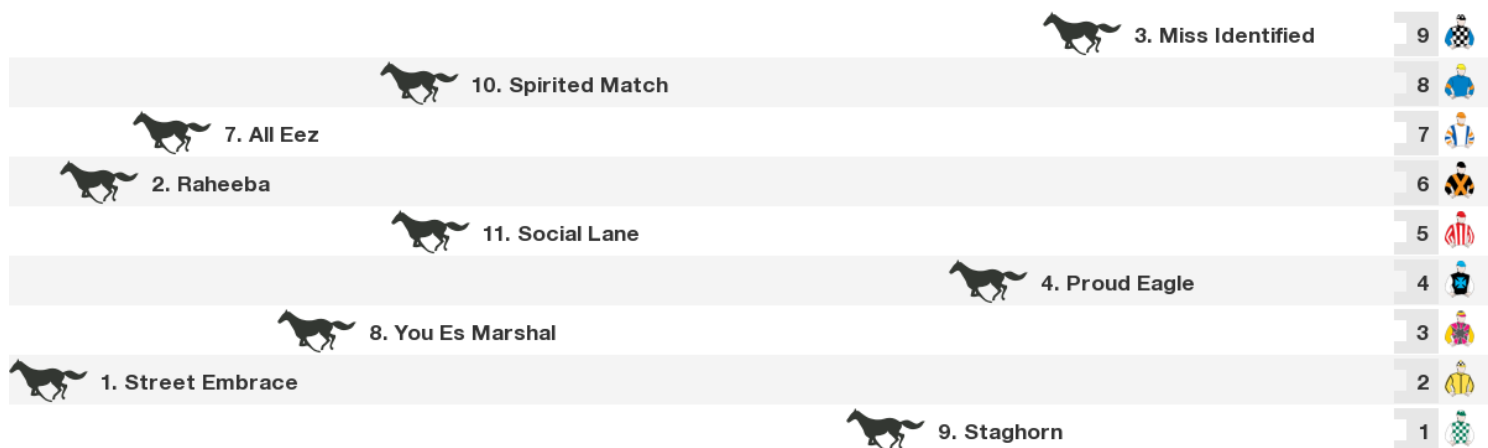 3. Miss Identified 9
10. Spirited Match 8
7. All Eez 7
2. Raheeba 6
11. Social Lane 5
4. Proud Eagle 4
8. You Es Marshal 3
1. Street Embrace 2
9. Staghorn 1